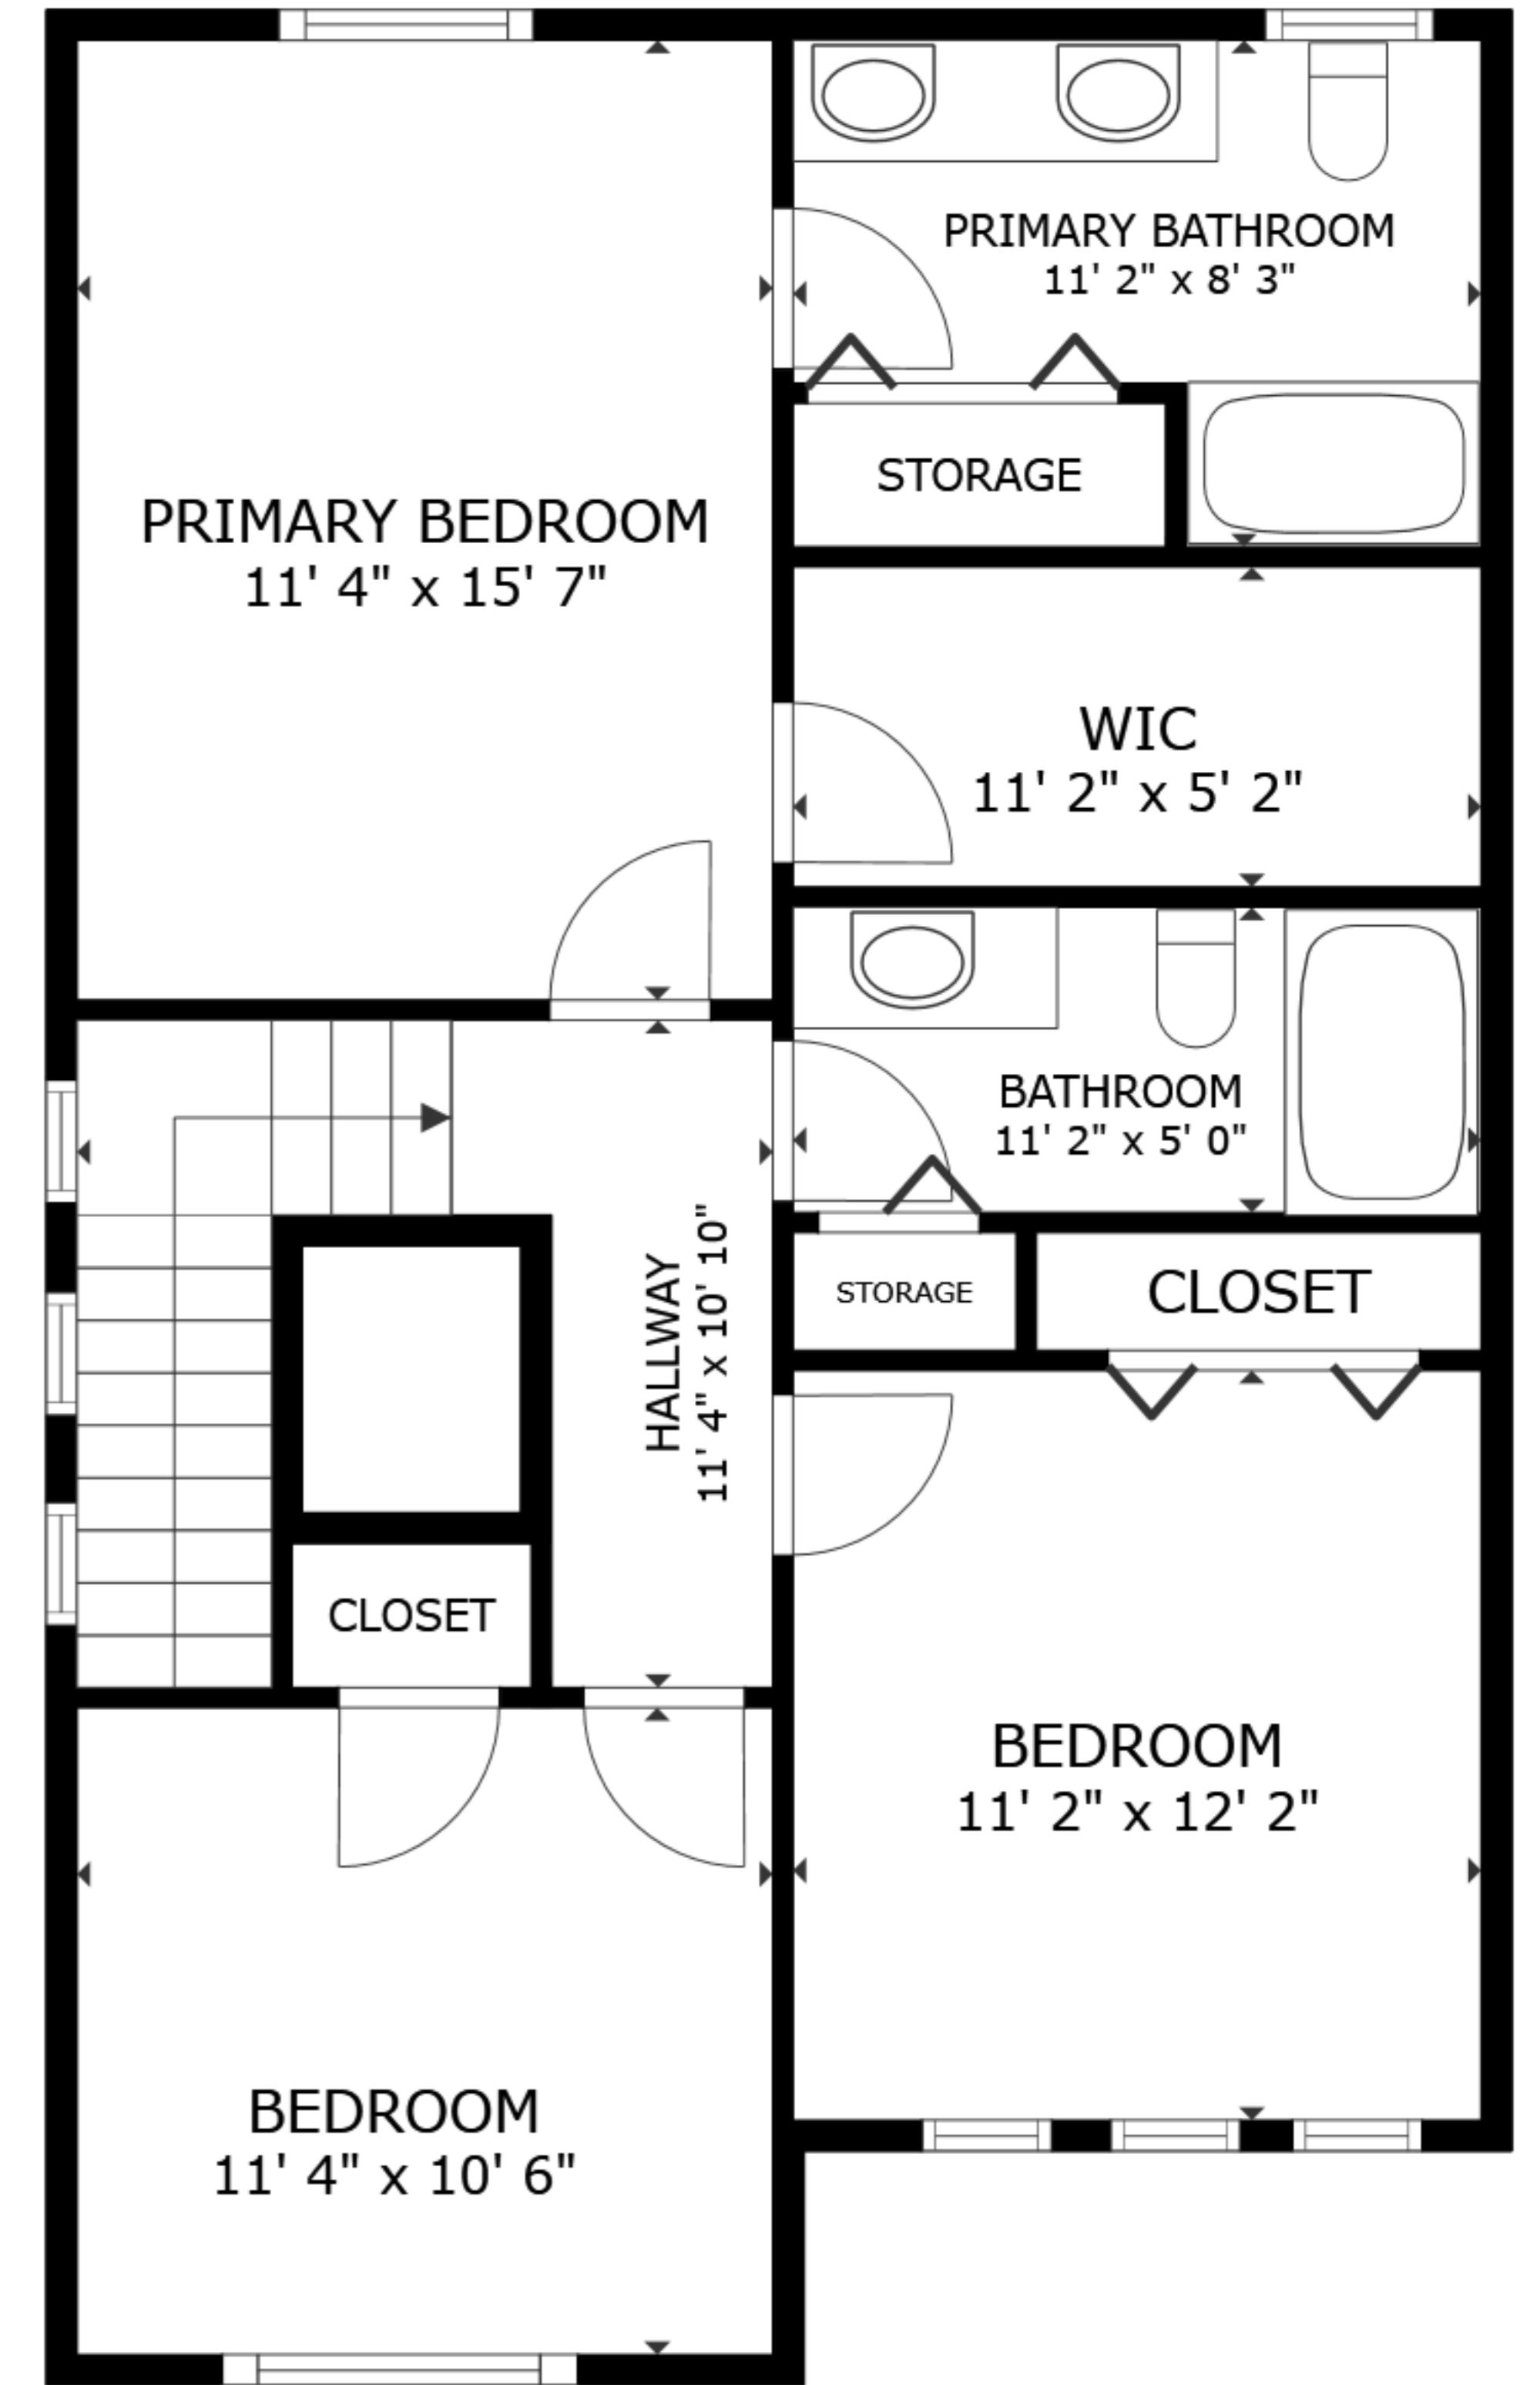 PRIMARY BATHROOM
11' 2" x 8' 3"
STORAGE
PRIMARY BEDROOM
11' 4" x 15' 7"
WIC
11' 2" x 5' 2"
BATHROOM
11' 2" x 5' 0"
HALLWAY
11' 4" x 10' 10"
STORAGE
CLOSET
CLOSET
BEDROOM
11' 2" x 12' 2"
BEDROOM
11' 4" x 10' 6"